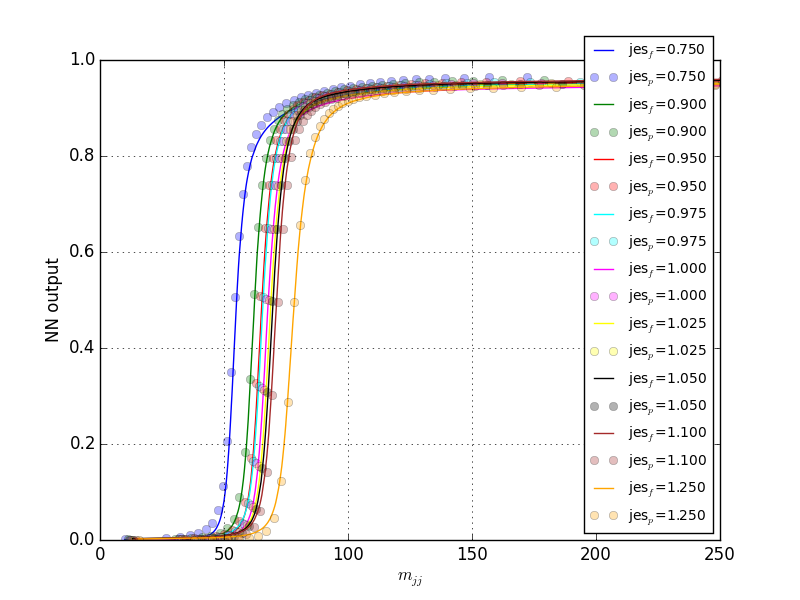 1.0
0.8
0.6
0.4
0.2
0.0
NN output
0
50
100
150
200
250
m_jj
jes_f=0.750
jes_p=0.750
jes_f=0.900
jes_p=0.900
jes_f=0.950
jes_p=0.950
jes_f=0.975
jes_p=0.975
jes_f=1.000
jes_p=1.000
jes_f=1.025
jes_p=1.025
jes_f=1.050
jes_p=1.050
jes_f=1.100
jes_p=1.100
jes_f=1.250
jes_p=1.250